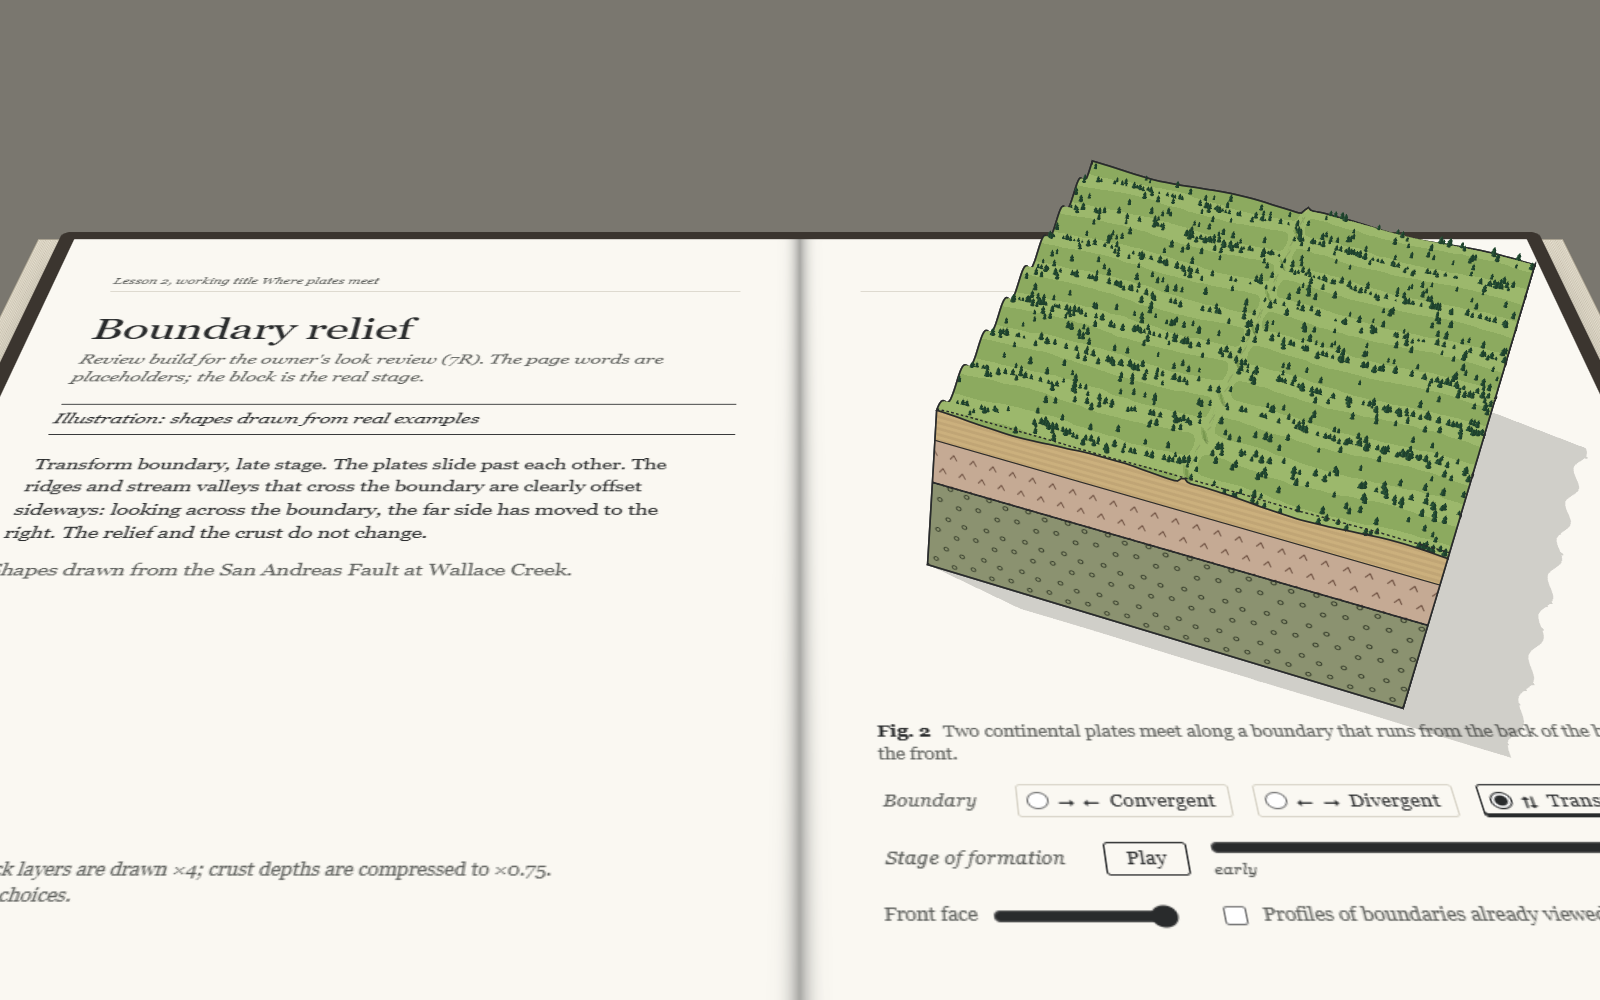 Lesson 2, working title Where plates meet
Boundary relief
Review build for the owner's look review (7R). The page words are
placeholders; the block is the real stage.
Illustration: shapes drawn from real examples
Transform boundary, late stage. The plates slide past each other. The
ridges and stream valleys that cross the boundary are clearly offset
sideways: looking across the boundary, the far side has moved to the
right. The relief and the crust do not change.
Shapes drawn from the San Andreas Fault at Wallace Creek.
layers are drawn ×4; crust depths are compressed to ×0.75.
choices.
Fig. 2 Two continental plates meet along a boundary that runs from the back of the
the front.
Boundary → ← Convergent ← → Divergent ⇅ Trans
Stage of formation Play
early
Front face Profiles of boundaries already viewed